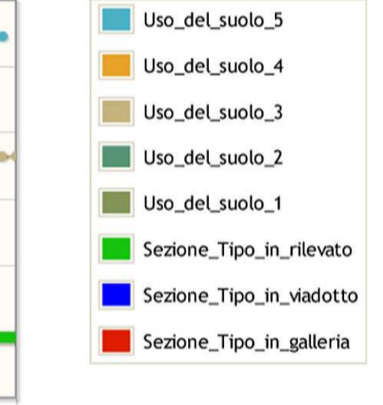 Uso_del_suolo_5
Uso_del_suolo_4
Uso_del_suolo_3
Uso_del_suolo_2
Uso_del_suolo_1
Sezione_Tipo_in_rilevato
Sezione_Tipo_in_viadotto
Sezione_Tipo_in_galleria